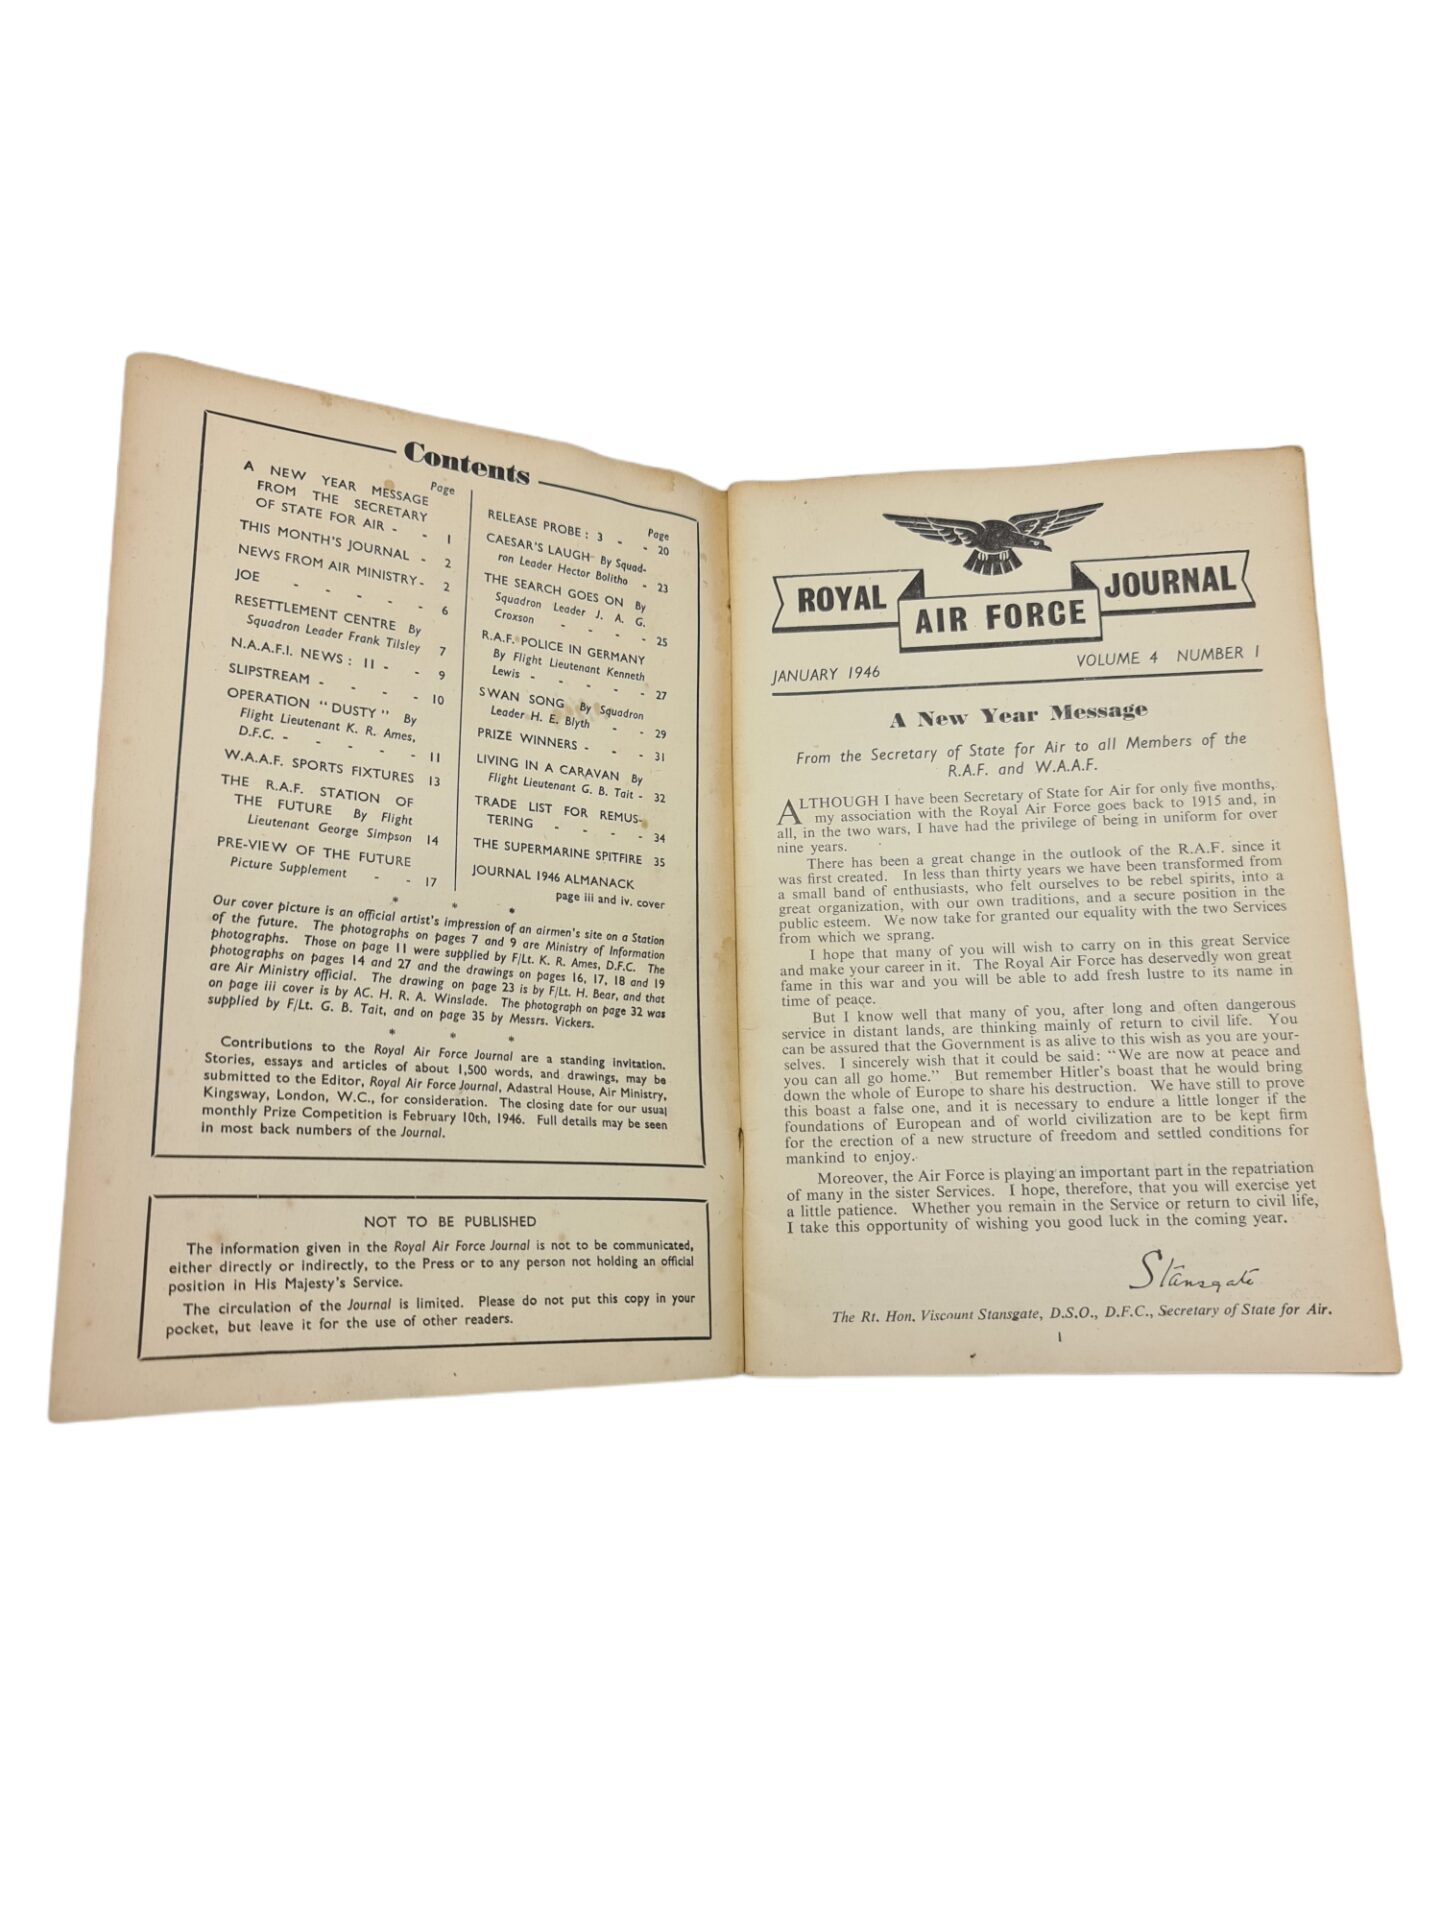 Contents
Page
A NEW YEAR MESSAGE
FROM THE SECRETARY
OF STATE FOR AIR - - 1
THIS MONTH'S JOURNAL - 2
NEWS FROM AIR MINISTRY - 2
JOE - - - - - 6
RESETTLEMENT CENTRE By
Squadron Leader Frank Tilsley 7
N.A.A.F.I. NEWS : 11 - - 9
SLIPSTREAM - - - - 10
OPERATION "DUSTY" By
Flight Lieutenant K. R. Ames,
D.F.C. - - - - - 11
W.A.A.F. SPORTS FIXTURES 13
THE R.A.F. STATION OF
THE FUTURE By Flight
Lieutenant George Simpson 14
PRE-VIEW OF THE FUTURE
Picture Supplement - - 17
Page
RELEASE PROBE : 3 - - 20
CAESAR'S LAUGH By Squad-
ron Leader Hector Bolitho - 23
THE SEARCH GOES ON By
Squadron Leader J. A. G.
Croxson - - - - 25
R.A.F. POLICE IN GERMANY
By Flight Lieutenant Kenneth
Lewis - - - - - 27
SWAN SONG By Squadron
Leader H. E. Blyth - - 29
PRIZE WINNERS - - - 31
LIVING IN A CARAVAN By
Flight Lieutenant G. B. Tait - 32
TRADE LIST FOR REMUS-
TERING - - - - 34
THE SUPERMARINE SPITFIRE 35
JOURNAL 1946 ALMANACK
page iii and iv. cover
* * *
Our cover picture is an official artist's impression of an airmen's site on a Station
of the future. The photographs on pages 7 and 9 are Ministry of Information
photographs. Those on page 11 were supplied by F/Lt. K. R. Ames, D.F.C. The
photographs on pages 14 and 27 and the drawings on pages 16, 17, 18 and 19
are Air Ministry official. The drawing on page 23 is by F/Lt. H. Bear, and that
on page iii cover is by AC. H. R. A. Winslade. The photograph on page 32 was
supplied by F/Lt. G. B. Tait, and on page 35 by Messrs. Vickers.
* * *
Contributions to the Royal Air Force Journal are a standing invitation.
Stories, essays and articles of about 1,500 words, and drawings, may be
submitted to the Editor, Royal Air Force Journal, Adastral House, Air Ministry,
Kingsway, London, W.C., for consideration. The closing date for our usual
monthly Prize Competition is February 10th, 1946. Full details may be seen
in most back numbers of the Journal.
NOT TO BE PUBLISHED
The information given in the Royal Air Force Journal is not to be communicated,
either directly or indirectly, to the Press or to any person not holding an official
position in His Majesty's Service.
The circulation of the Journal is limited. Please do not put this copy in your
pocket, but leave it for the use of other readers.
ROYAL AIR FORCE JOURNAL
JANUARY 1946 VOLUME 4 NUMBER 1
A New Year Message
From the Secretary of State for Air to all Members of the
R.A.F. and W.A.A.F.
ALTHOUGH I have been Secretary of State for Air for only five months,
my association with the Royal Air Force goes back to 1915 and, in
all, in the two wars, I have had the privilege of being in uniform for over
nine years.
There has been a great change in the outlook of the R.A.F. since it
was first created. In less than thirty years we have been transformed from
a small band of enthusiasts, who felt ourselves to be rebel spirits, into a
great organization, with our own traditions, and a secure position in the
public esteem. We now take for granted our equality with the two Services
from which we sprang.
I hope that many of you will wish to carry on in this great Service
and make your career in it. The Royal Air Force has deservedly won great
fame in this war and you will be able to add fresh lustre to its name in
time of peace.
But I know well that many of you, after long and often dangerous
service in distant lands, are thinking mainly of return to civil life. You
can be assured that the Government is as alive to this wish as you are your-
selves. I sincerely wish that it could be said: "We are now at peace and
you can all go home." But remember Hitler's boast that he would bring
down the whole of Europe to share his destruction. We have still to prove
this boast a false one, and it is necessary to endure a little longer if the
foundations of European and of world civilization are to be kept firm
for the erection of a new structure of freedom and settled conditions for
mankind to enjoy.
Moreover, the Air Force is playing an important part in the repatriation
of many in the sister Services. I hope, therefore, that you will exercise yet
a little patience. Whether you remain in the Service or return to civil life,
I take this opportunity of wishing you good luck in the coming year.
Stansgate
The Rt. Hon. Viscount Stansgate, D.S.O., D.F.C., Secretary of State for Air.
1